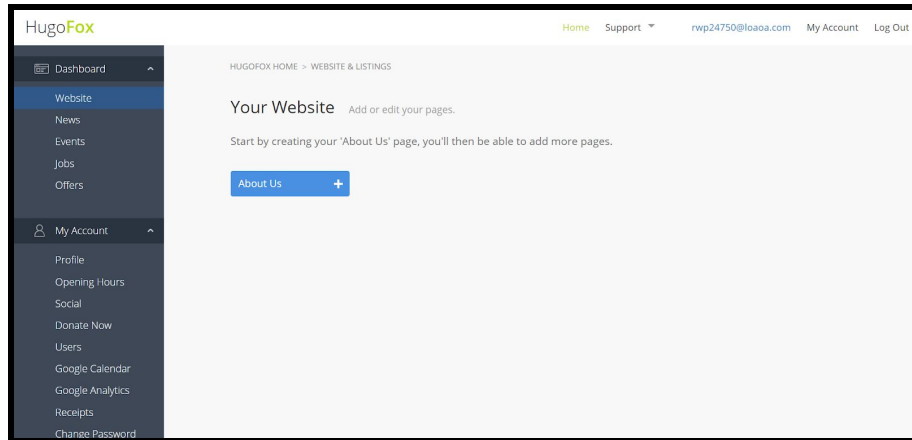 HugoFox
Home Support rwp24750@loaoa.com My Account Log Out
Dashboard
Website
News
Events
Jobs
Offers
My Account
Profile
Opening Hours
Social
Donate Now
Users
Google Calendar
Google Analytics
Receipts
Change Password
HUGOFOX HOME > WEBSITE & LISTINGS
Your Website Add or edit your pages.
Start by creating your 'About Us' page, you'll then be able to add more pages.
About Us +